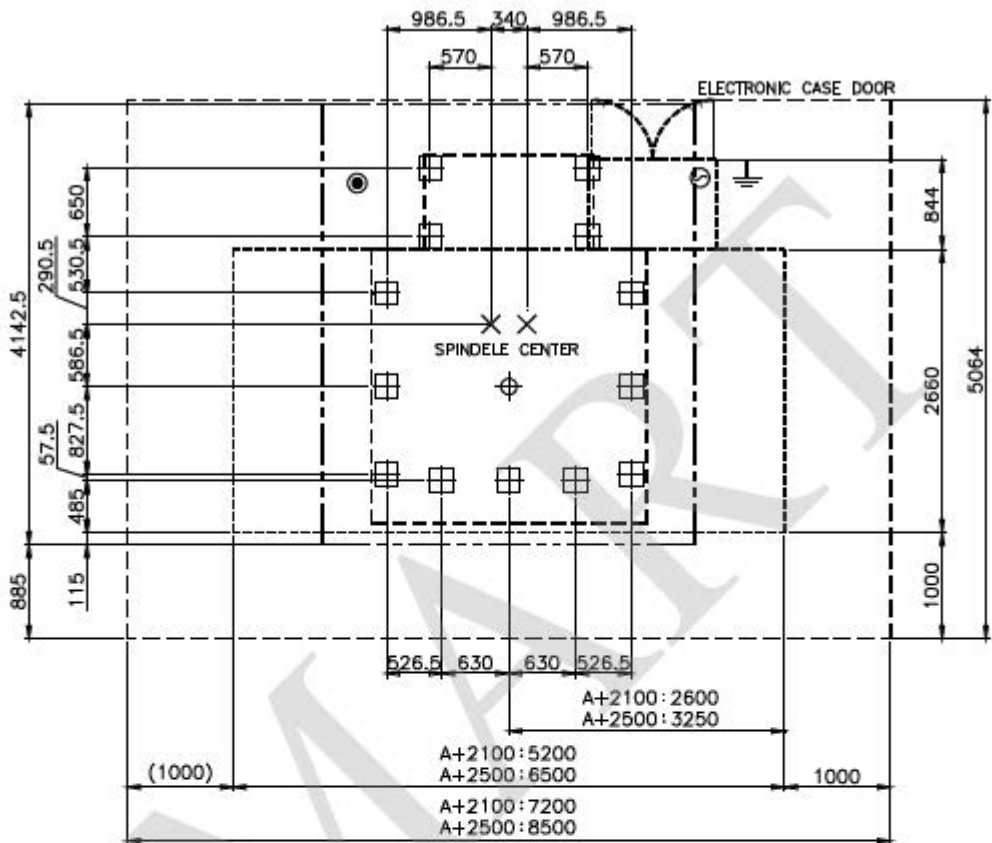 986.5 340 986.5
570 570
ELECTRONIC CASE DOOR
650
844
290.5
530.5
4142.5
SPINDELE CENTER
586.5
5064
2660
57.5
827.5
485
885
115
1000
526.5 630 630 526.5
A+2100:2600
A+2500:3250
(1000)
A+2100:5200
A+2500:6500
1000
A+2100:7200
A+2500:8500
MART